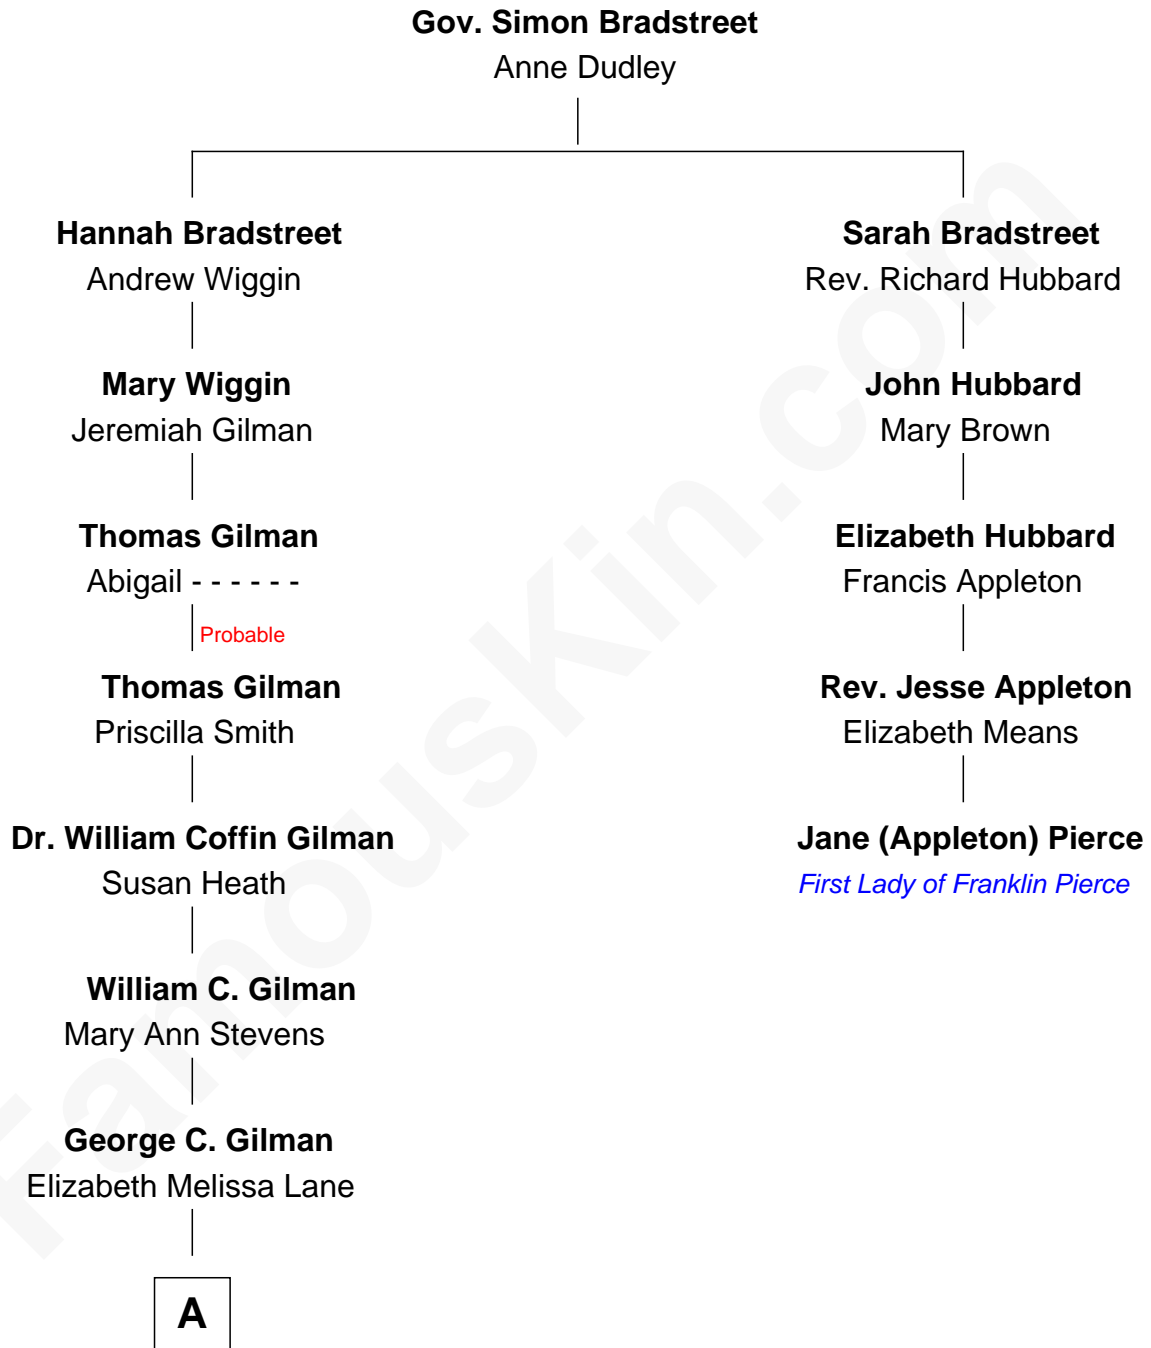 Gov. Simon Bradstreet
Anne Dudley
Hannah Bradstreet
Andrew Wiggin
Sarah Bradstreet
Rev. Richard Hubbard
Mary Wiggin
Jeremiah Gilman
John Hubbard
Mary Brown
Thomas Gilman
Abigail - - - - - -
Elizabeth Hubbard
Francis Appleton
Probable
Thomas Gilman
Priscilla Smith
Rev. Jesse Appleton
Elizabeth Means
Dr. William Coffin Gilman
Susan Heath
Jane (Appleton) Pierce
First Lady of Franklin Pierce
William C. Gilman
Mary Ann Stevens
George C. Gilman
Elizabeth Melissa Lane
A
FamousKin.com